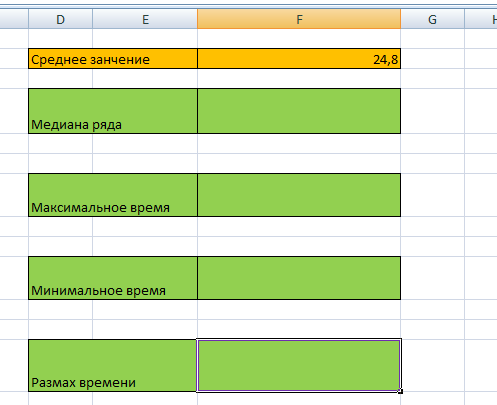 D E F G H
Среднее занчение 24,8
Медиана ряда
Максимальное время
Минимальное время
Размах времени